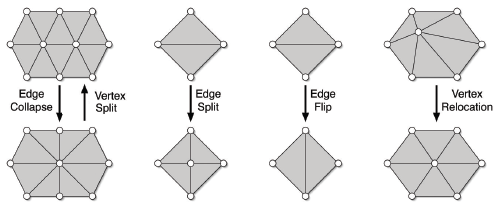 Edge
Collapse
Vertex
Split
Edge
Split
Edge
Flip
Vertex
Relocation